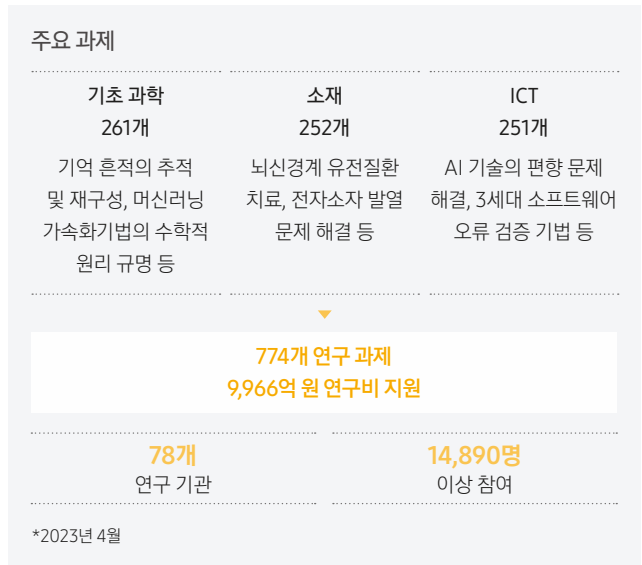 주요 과제
기초 과학
261개
기억 흔적의 추적
및 재구성, 머신러닝
가속화기법의 수학적
원리 규명 등
소재
252개
뇌신경계 유전질환
치료, 전자소자 발열
문제 해결 등
ICT
251개
AI 기술의 편향 문제
해결, 3세대 소프트웨어
오류 검증 기법 등
774개 연구 과제
9,966억 원 연구비 지원
78개
연구 기관
14,890명
이상 참여
*2023년 4월